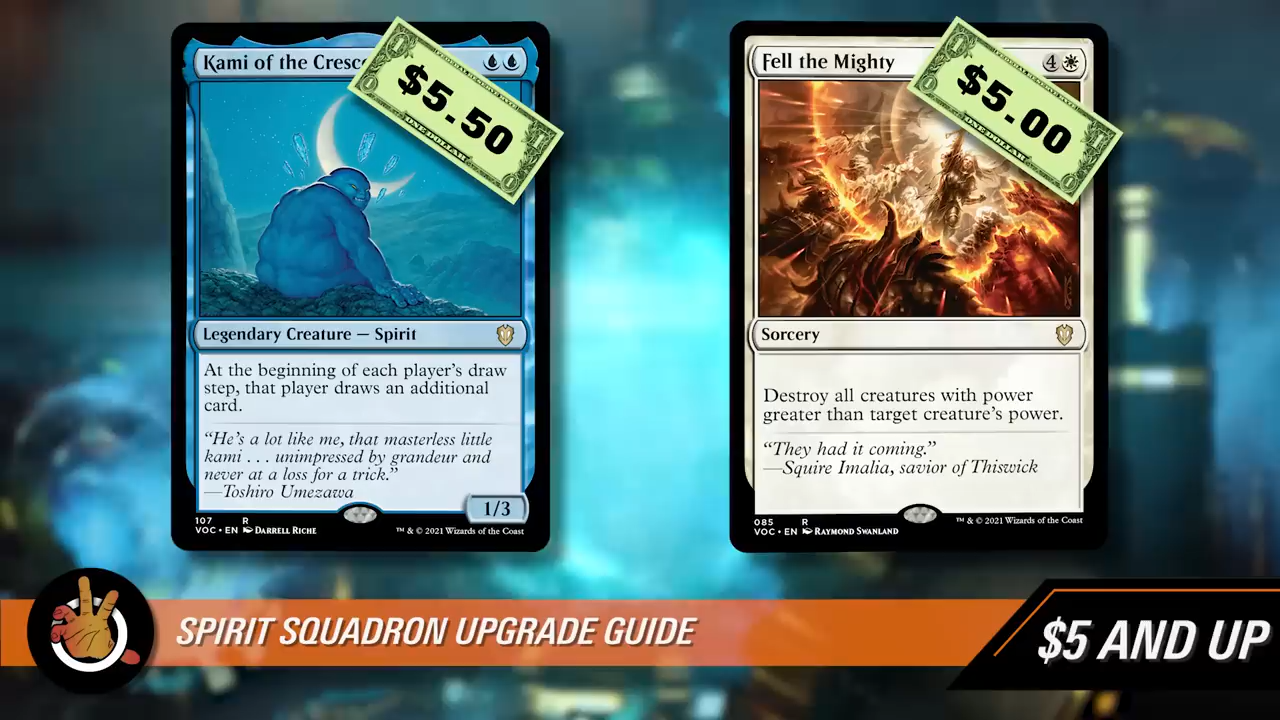 Kami of the Cresc
$5.50
Legendary Creature — Spirit
At the beginning of each player's draw
step, that player draws an additional
card.
"He's a lot like me, that masterless little
kami . . . unimpressed by grandeur and
never at a loss for a trick."
—Toshiro Umezawa
1/3
107 R
VOC • EN Darrell Riche
™ & © 2021 Wizards of the Coast
Fell the Mighty
4
$5.00
Sorcery
Destroy all creatures with power
greater than target creature's power.
"They had it coming."
—Squire Imalia, savior of Thiswick
085 R
VOC • EN Raymond Swanland
™ & © 2021 Wizards of the Coast
SPIRIT SQUADRON UPGRADE GUIDE
$5 AND UP